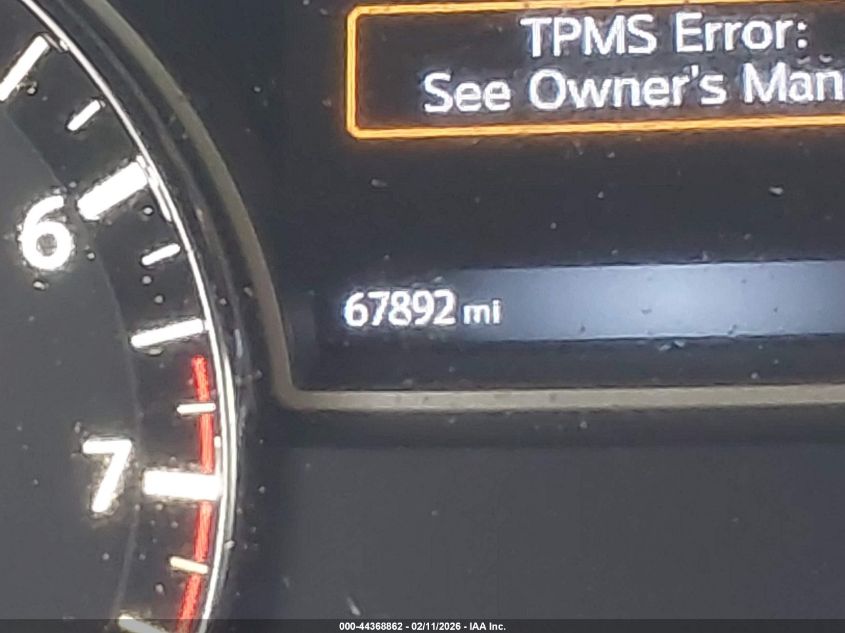 TPMS Error:
See Owner's Man
6
67892 mi
7
000-44368862 - 02/11/2026 - IAA Inc.